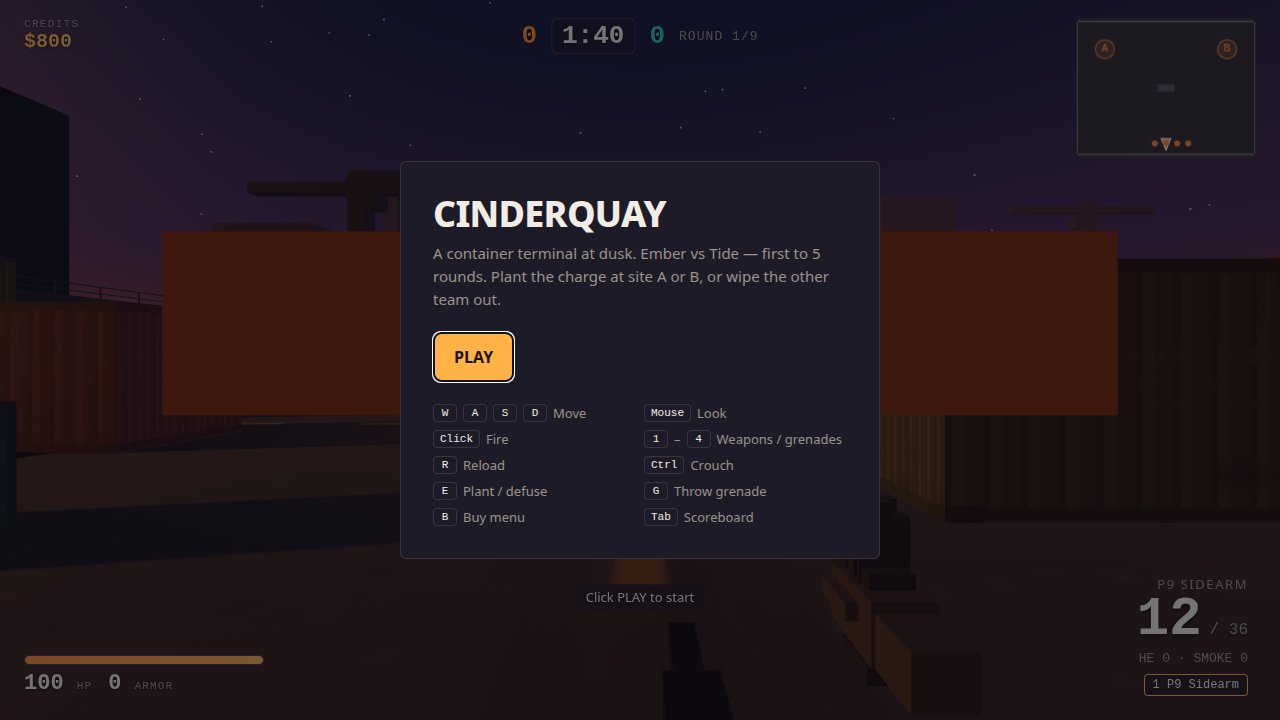 CREDITS
$800
0 1:40 0 ROUND 1/9
A B
CINDERQUAY
A container terminal at dusk. Ember vs Tide — first to 5
rounds. Plant the charge at site A or B, or wipe the other
team out.
PLAY
W A S D Move
Mouse Look
Click Fire
1 – 4 Weapons / grenades
R Reload
Ctrl Crouch
E Plant / defuse
G Throw grenade
B Buy menu
Tab Scoreboard
Click PLAY to start
100 HP 0 ARMOR
P9 SIDEARM
12 / 36
HE 0 · SMOKE 0
1 P9 Sidearm